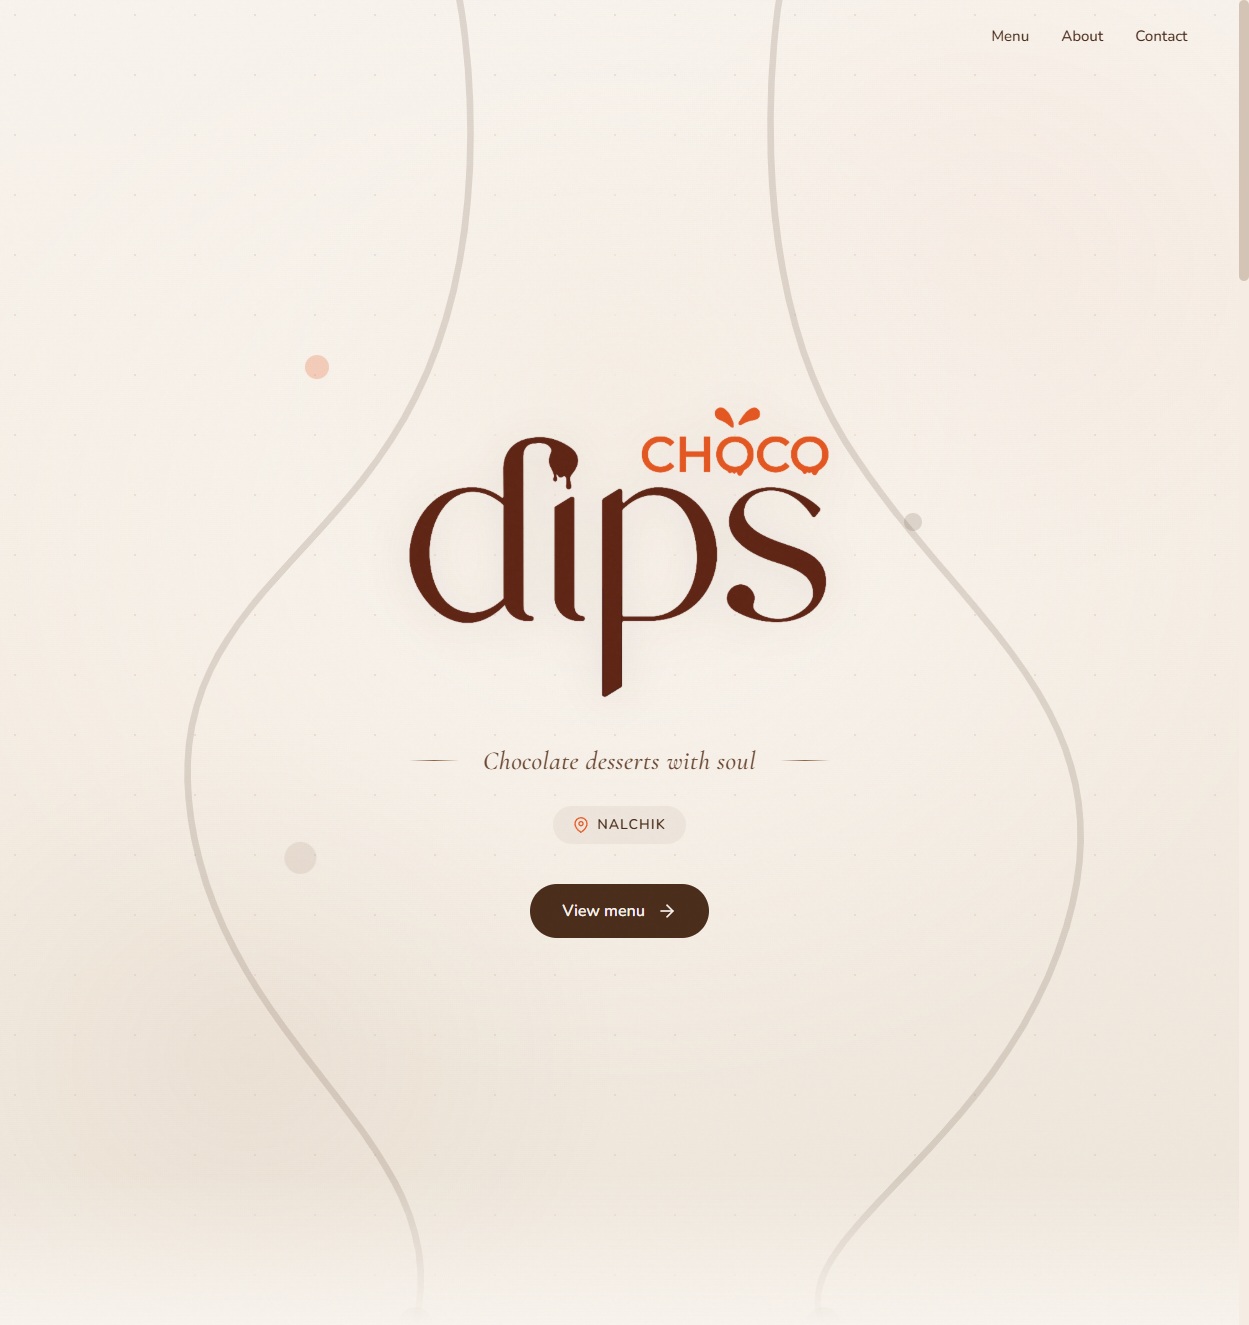 Menu About Contact
CHOCO
dips
Chocolate desserts with soul
NALCHIK
View menu